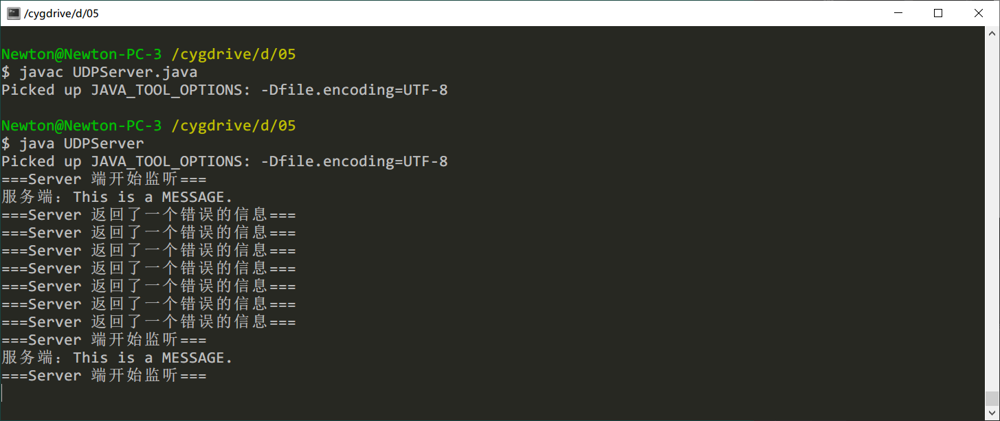 /cygdrive/d/05
Newton@Newton-PC-3 /cygdrive/d/05
$ javac UDPServer.java
Picked up JAVA_TOOL_OPTIONS: -Dfile.encoding=UTF-8
Newton@Newton-PC-3 /cygdrive/d/05
$ java UDPServer
Picked up JAVA_TOOL_OPTIONS: -Dfile.encoding=UTF-8
===Server 端开始监听===
服务端：This is a MESSAGE.
===Server 返回了一个错误的信息===
===Server 返回了一个错误的信息===
===Server 返回了一个错误的信息===
===Server 返回了一个错误的信息===
===Server 返回了一个错误的信息===
===Server 返回了一个错误的信息===
===Server 返回了一个错误的信息===
===Server 端开始监听===
服务端：This is a MESSAGE.
===Server 端开始监听===